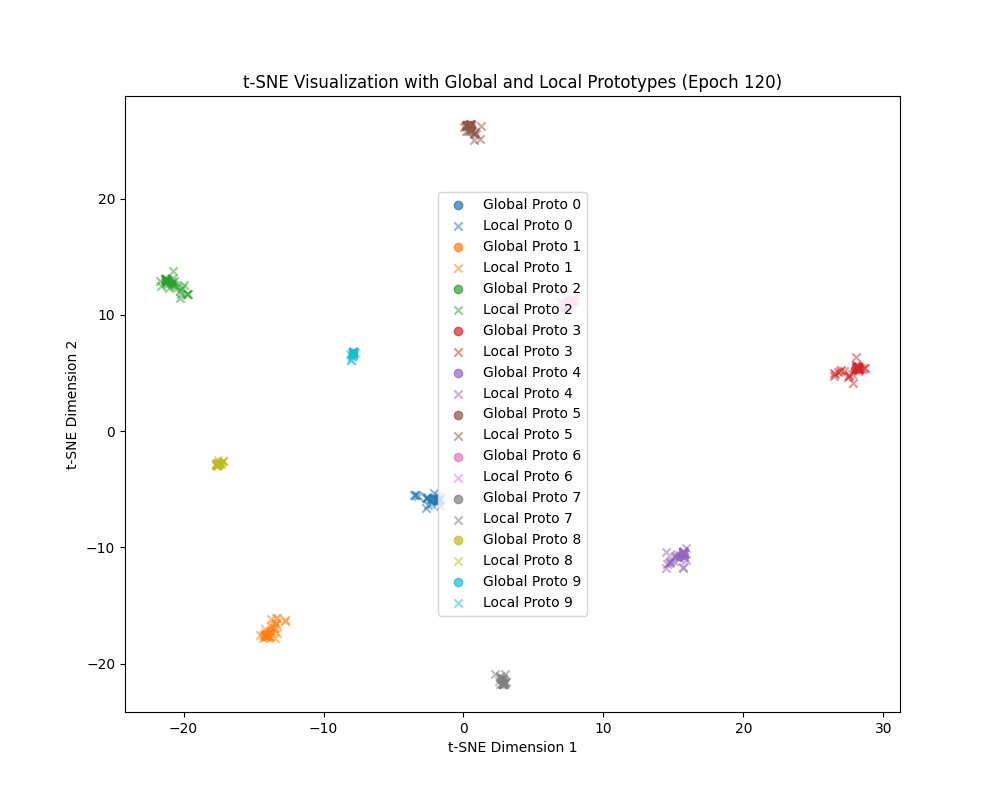 t-SNE Visualization with Global and Local Prototypes (Epoch 120)
t-SNE Dimension 2
20
10
0
−10
−20
Global Proto 0
Local Proto 0
Global Proto 1
Local Proto 1
Global Proto 2
Local Proto 2
Global Proto 3
Local Proto 3
Global Proto 4
Local Proto 4
Global Proto 5
Local Proto 5
Global Proto 6
Local Proto 6
Global Proto 7
Local Proto 7
Global Proto 8
Local Proto 8
Global Proto 9
Local Proto 9
−20 −10 0 10 20 30
t-SNE Dimension 1